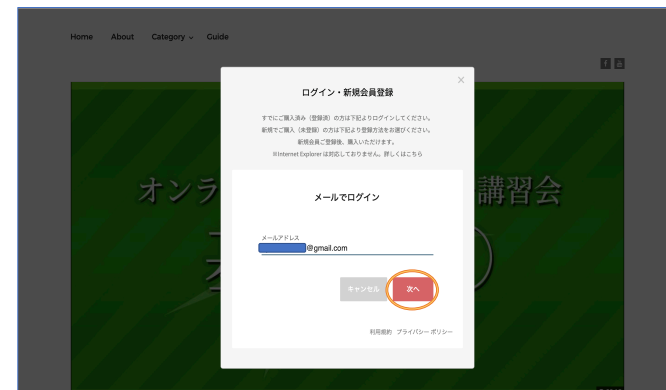 Home About Category Guide
ログイン・新規会員登録
すでにご購入済み（登録済）の方は下記よりログインしてください。
新規でご購入（未登録）の方は下記より登録方法をお選びください。
新規会員ご登録後、購入いただけます。
※Internet Explorer は対応しておりません。詳しくはこちら
オンラ
講習会
メールでログイン
メールアドレス
@gmail.com
キャンセル 次へ
利用規約 プライバシー ポリシー